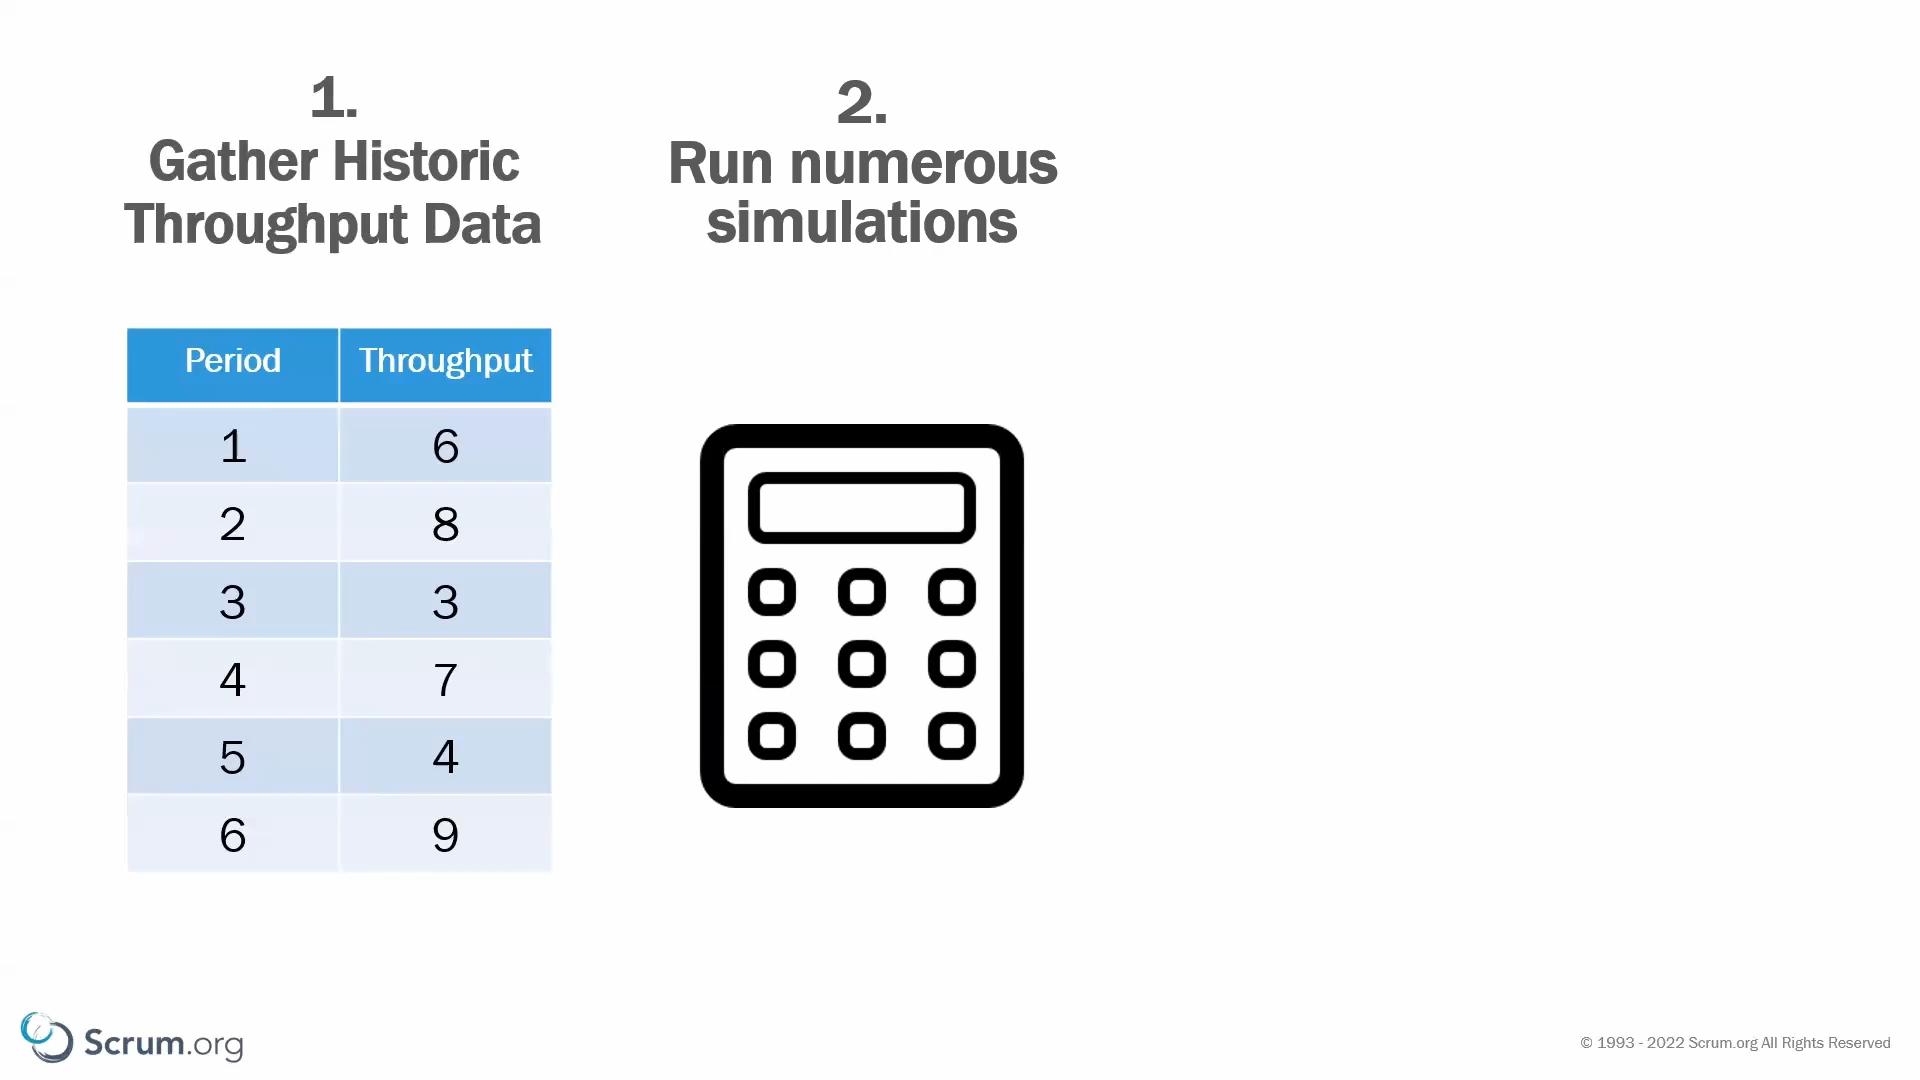 1.
Gather Historic
Throughput Data
2.
Run numerous
simulations
Period Throughput
1 6
2 8
3 3
4 7
5 4
6 9
Scrum.org
© 1993 - 2022 Scrum.org All Rights Reserved